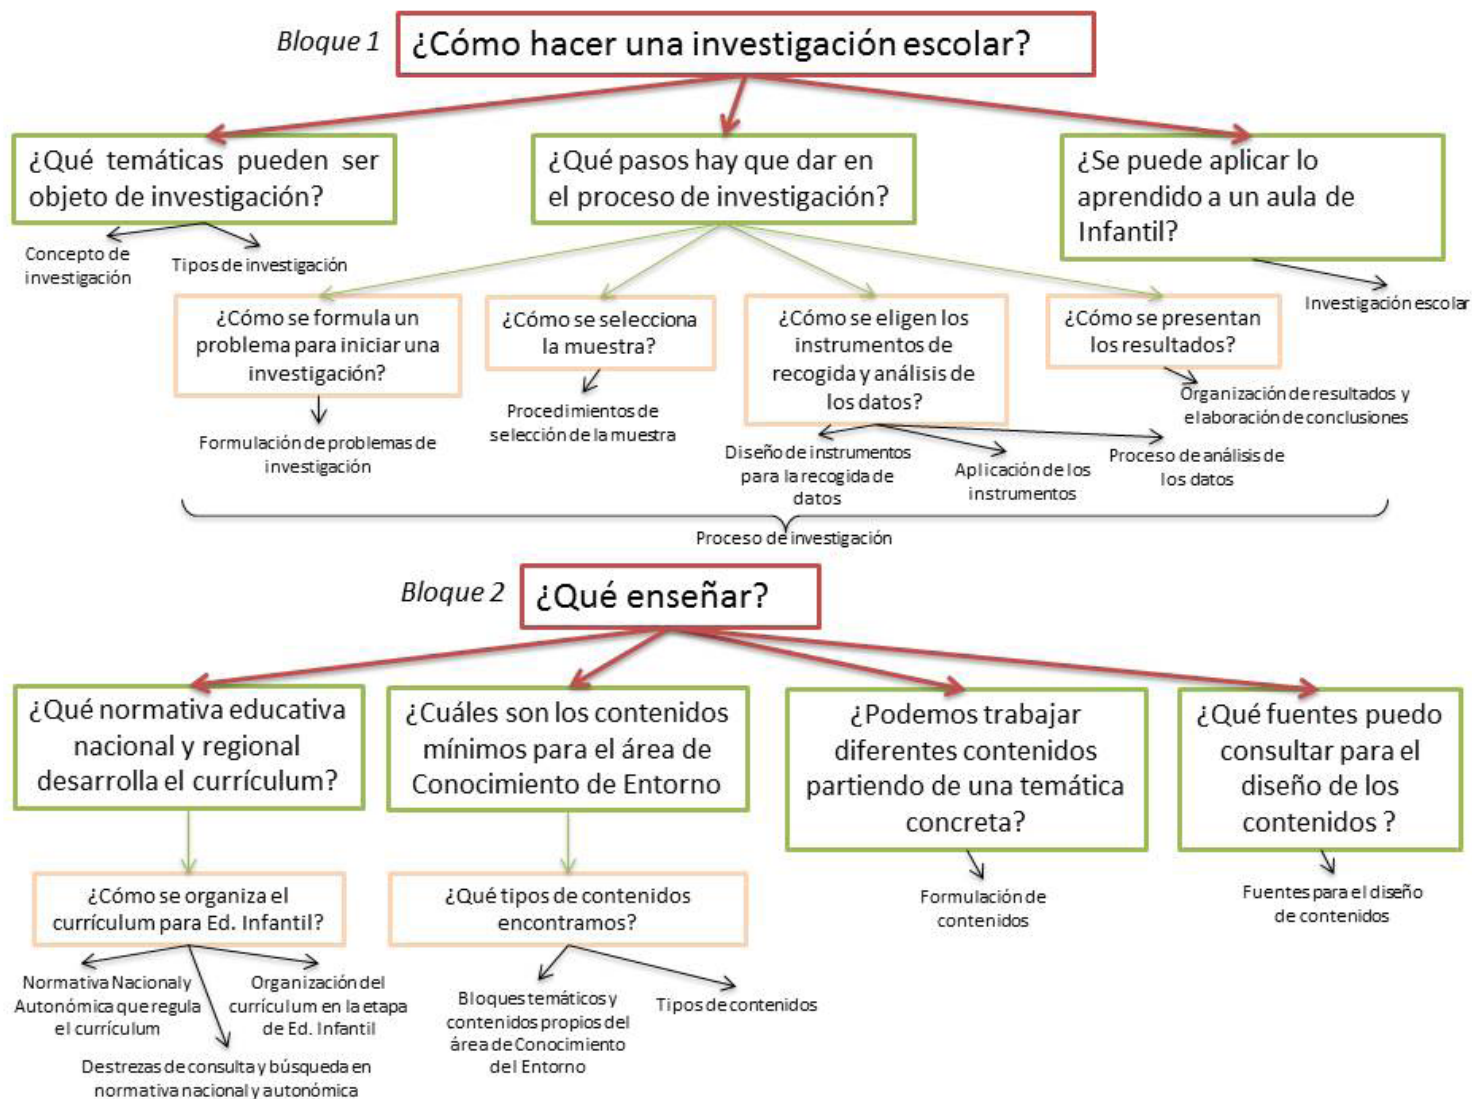 Bloque 1
¿Cómo hacer una investigación escolar?
¿Qué temáticas pueden ser
objeto de investigación?
¿Qué pasos hay que dar en
el proceso de investigación?
¿Se puede aplicar lo
aprendido a un aula de
Infantil?
Concepto de
investigación
Tipos de investigación
Investigación escolar
¿Cómo se formula un
problema para iniciar una
investigación?
¿Cómo se selecciona
la muestra?
¿Cómo se eligen los
instrumentos de
recogida y análisis de
los datos?
¿Cómo se presentan
los resultados?
Formulación de problemas de
investigación
Procedimientos de
selección de la muestra
Diseño de instrumentos
para la recogida de
datos
Aplicación de los
instrumentos
Proceso de análisis de
los datos
Organización de resultados y
elaboración de conclusiones
Proceso de investigación
Bloque 2
¿Qué enseñar?
¿Qué normativa educativa
nacional y regional
desarrolla el currículum?
¿Cuáles son los contenidos
mínimos para el área de
Conocimiento de Entorno
¿Podemos trabajar
diferentes contenidos
partiendo de una temática
concreta?
¿Qué fuentes puedo
consultar para el
diseño de los
contenidos ?
¿Cómo se organiza el
currículum para Ed. Infantil?
¿Qué tipos de contenidos
encontramos?
Formulación de
contenidos
Fuentes para el diseño
de contenidos
Normativa Nacional y
Autonómica que regula
el currículum
Organización del
currículum en la etapa
de Ed. Infantil
Destrezas de consulta y búsqueda en
normativa nacional y autonómica
Bloques temáticos y
contenidos propios del
área de Conocimiento
del Entorno
Tipos de contenidos